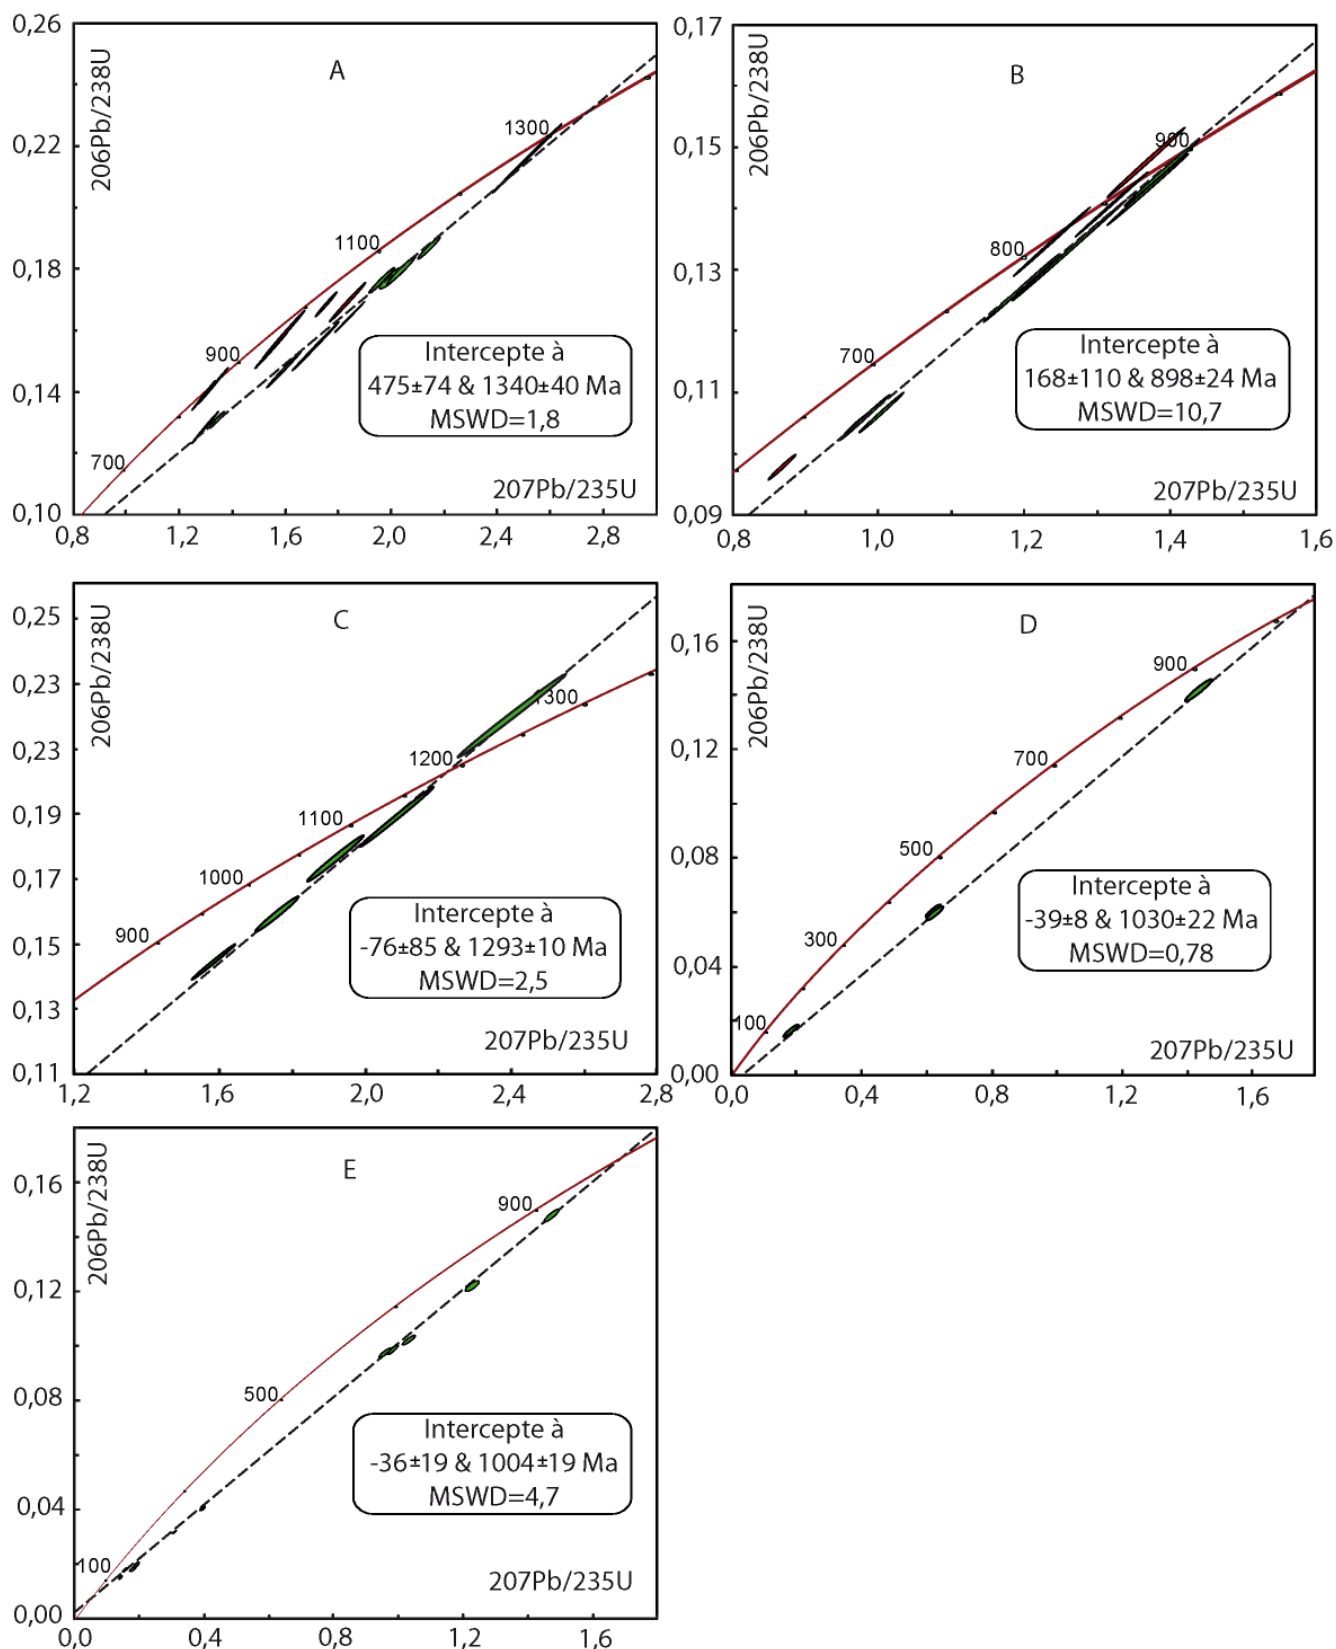 A
206Pb/238U
0,26
0,22
0,18
0,14
0,10
1300
1100
900
700
Intercepte à
475±74 & 1340±40 Ma
MSWD=1,8
207Pb/235U
0,8
1,2
1,6
2,0
2,4
2,8
B
206Pb/238U
0,17
0,15
0,13
0,11
0,09
900
800
700
Intercepte à
168±110 & 898±24 Ma
MSWD=10,7
207Pb/235U
0,8
1,0
1,2
1,4
1,6
C
206Pb/238U
0,25
0,23
0,23
0,19
0,17
0,15
0,13
0,11
1300
1200
1100
1000
900
Intercepte à
-76±85 & 1293±10 Ma
MSWD=2,5
207Pb/235U
1,2
1,6
2,0
2,4
2,8
D
206Pb/238U
0,16
0,12
0,08
0,04
0,00
900
700
500
300
100
Intercepte à
-39±8 & 1030±22 Ma
MSWD=0,78
207Pb/235U
0,0
0,4
0,8
1,2
1,6
E
206Pb/238U
0,16
0,12
0,08
0,04
0,00
900
500
100
Intercepte à
-36±19 & 1004±19 Ma
MSWD=4,7
207Pb/235U
0,0
0,4
0,8
1,2
1,6